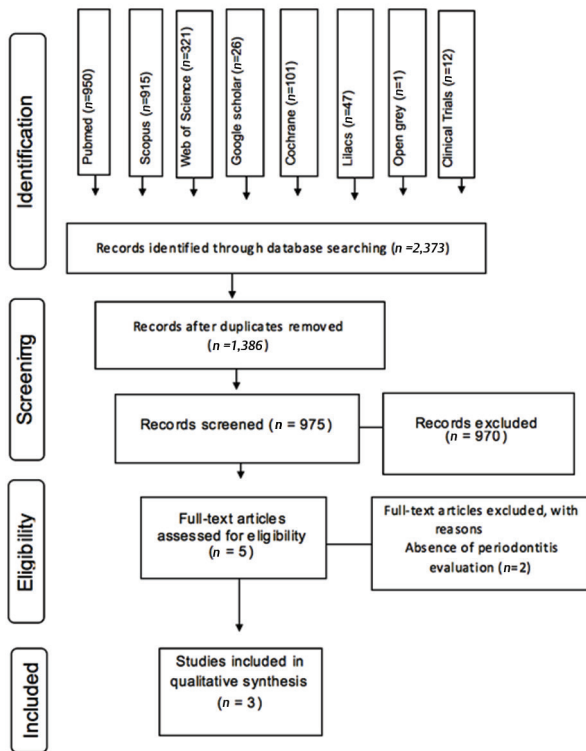 Identification
Pubmed (n=950)
Scopus (n=915)
Web of Science (n=321)
Google scholar (n=26)
Cochrane (n=101)
Lilacs (n=47)
Open grey (n=1)
Clinical Trials (n=12)
Records identified through database searching (n =2,373)
Screening
Records after duplicates removed
(n =1,386)
Records screened (n = 975)
Records excluded
(n = 970)
Eligibility
Full-text articles
assessed for eligibility
(n = 5)
Full-text articles excluded, with
reasons
Absence of periodontitis
evaluation (n=2)
Included
Studies included in
qualitative synthesis
(n = 3)